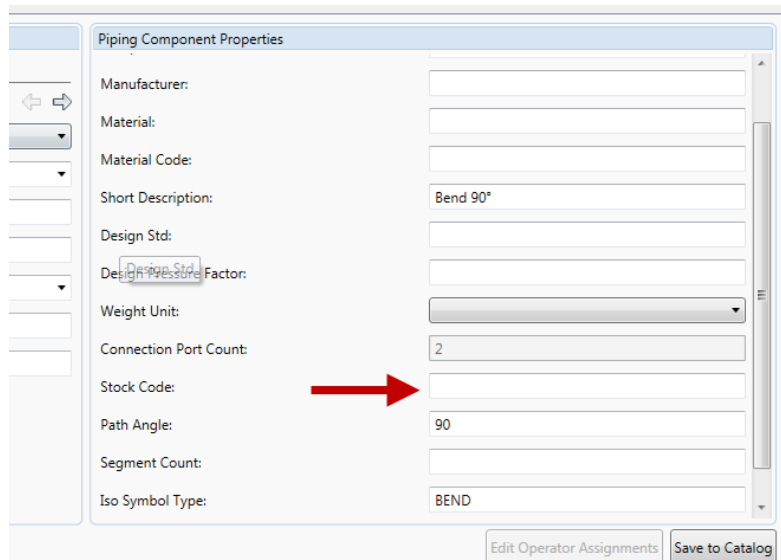 Piping Component Properties
Manufacturer:
Material:
Material Code:
Short Description: Bend 90°
Design Std:
Design Std
Design Pressure Factor:
Weight Unit:
Connection Port Count: 2
Stock Code:
Path Angle: 90
Segment Count:
Iso Symbol Type: BEND
Edit Operator Assignments Save to Catalog